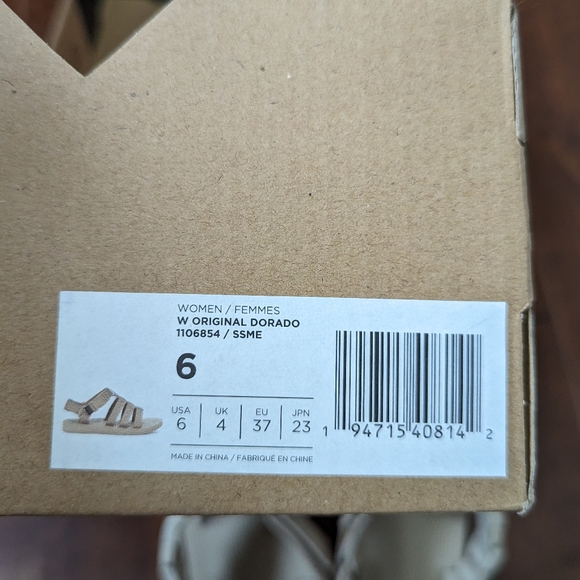 WOMEN / FEMMES
W ORIGINAL DORADO
1106854 / SSME
6
USA UK EU JPN
6 4 37 23
MADE IN CHINA / FABRIQUÉ EN CHINE
1 94715 40814 2